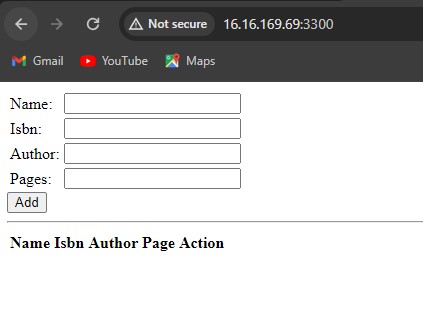 Not secure 16.16.169.69:3300
Gmail YouTube Maps
Name:
Isbn:
Author:
Pages:
Add
Name Isbn Author Page Action